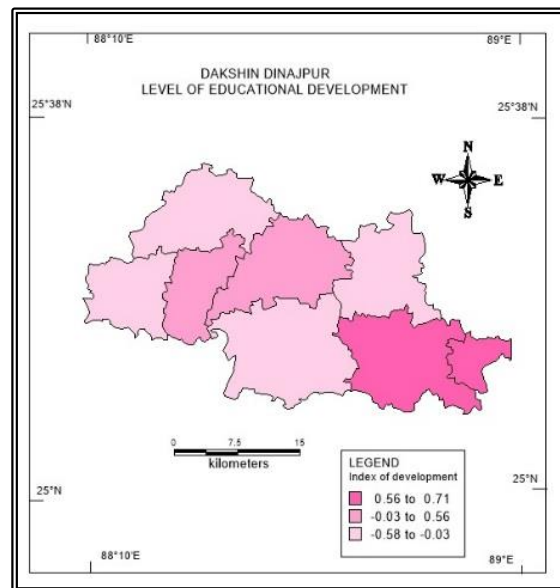 88°10'E 89°E
DAKSHIN DINAJPUR
LEVEL OF EDUCATIONAL DEVELOPMENT
25°38'N 25°38'N
N
W E
S
0 7.5 15
kilometers
LEGEND
Index of development
0.56 to 0.71
-0.03 to 0.56
-0.58 to -0.03
25°N 25°N
88°10'E 89°E